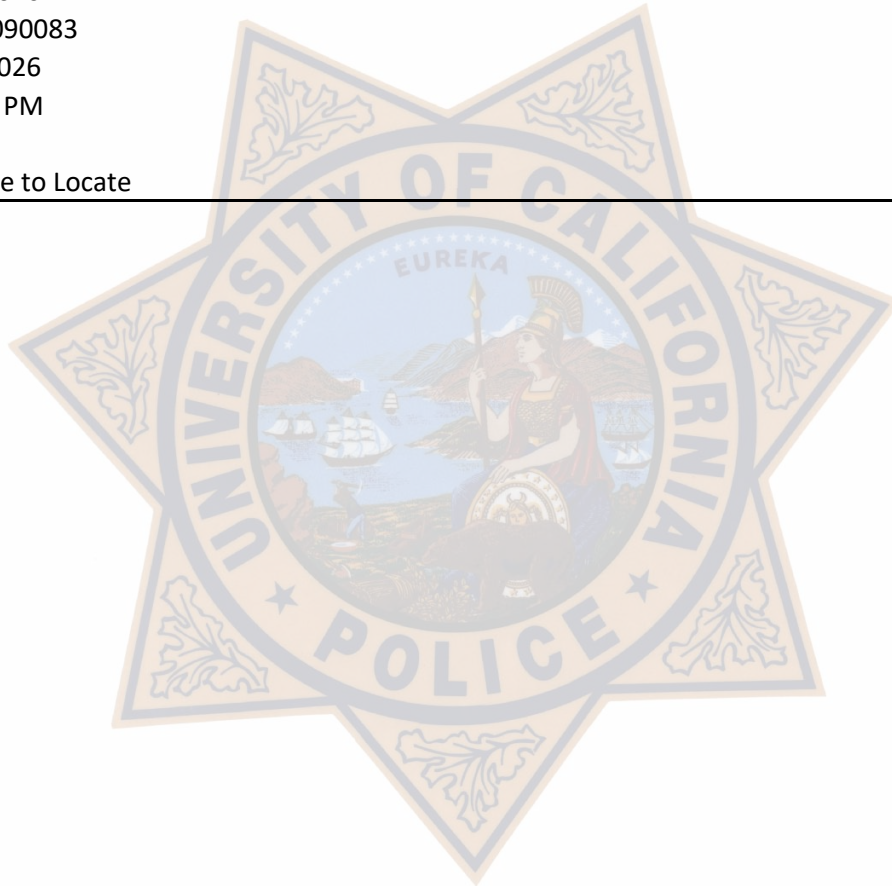 090083
026
PM
e to Locate
UNIVERSITY OF CALIFORNIA
EUREKA
★ POLICE ★